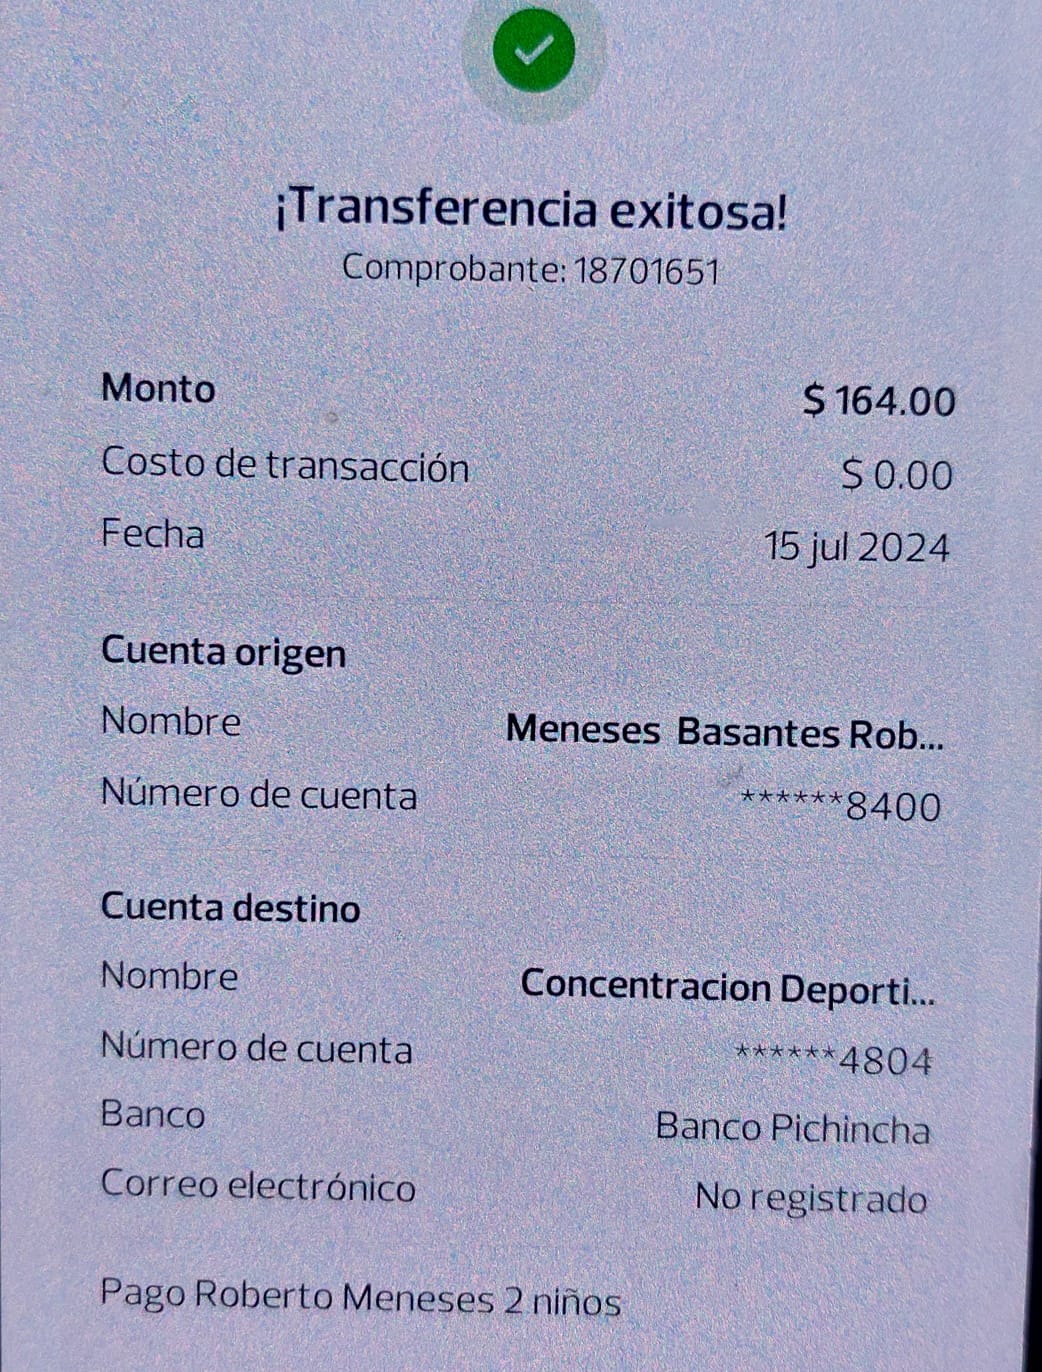 ¡Transferencia exitosa!
Comprobante: 18701651
Monto $ 164.00
Costo de transacción $ 0.00
Fecha 15 jul 2024
Cuenta origen
Nombre Meneses Basantes Rob...
Número de cuenta ******8400
Cuenta destino
Nombre Concentracion Deporti...
Número de cuenta ******4804
Banco Banco Pichincha
Correo electrónico No registrado
Pago Roberto Meneses 2 niños